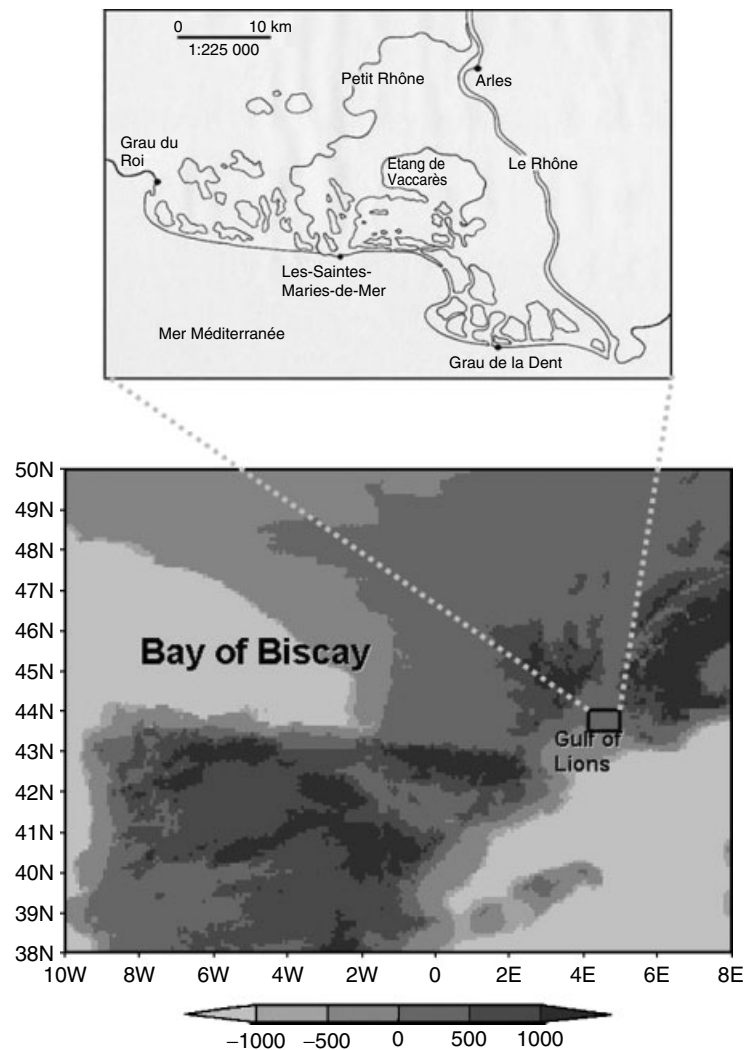 0 10 km
1:225 000
Petit Rhône
Arles
Grau du
Roi
Etang de
Vaccarès
Le Rhône
Les-Saintes-
Maries-de-Mer
Mer Méditerranée
Grau de la Dent
50N
49N
48N
47N
46N
45N
44N
43N
42N
41N
40N
39N
38N
Bay of Biscay
Gulf of
Lions
10W 8W 6W 4W 2W 0 2E 4E 6E 8E
−1000 −500 0 500 1000